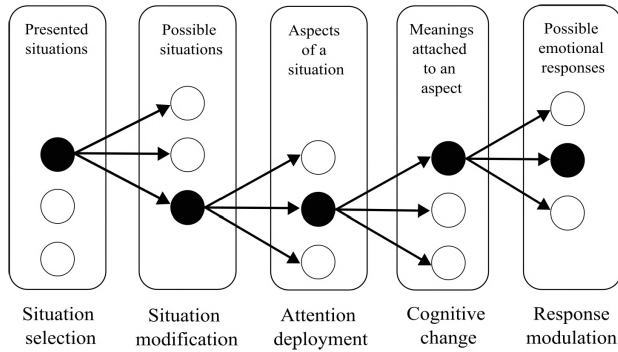 Presented
situations
Possible
situations
Aspects
of a
situation
Meanings
attached
to an
aspect
Possible
emotional
responses
Situation
selection
Situation
modification
Attention
deployment
Cognitive
change
Response
modulation